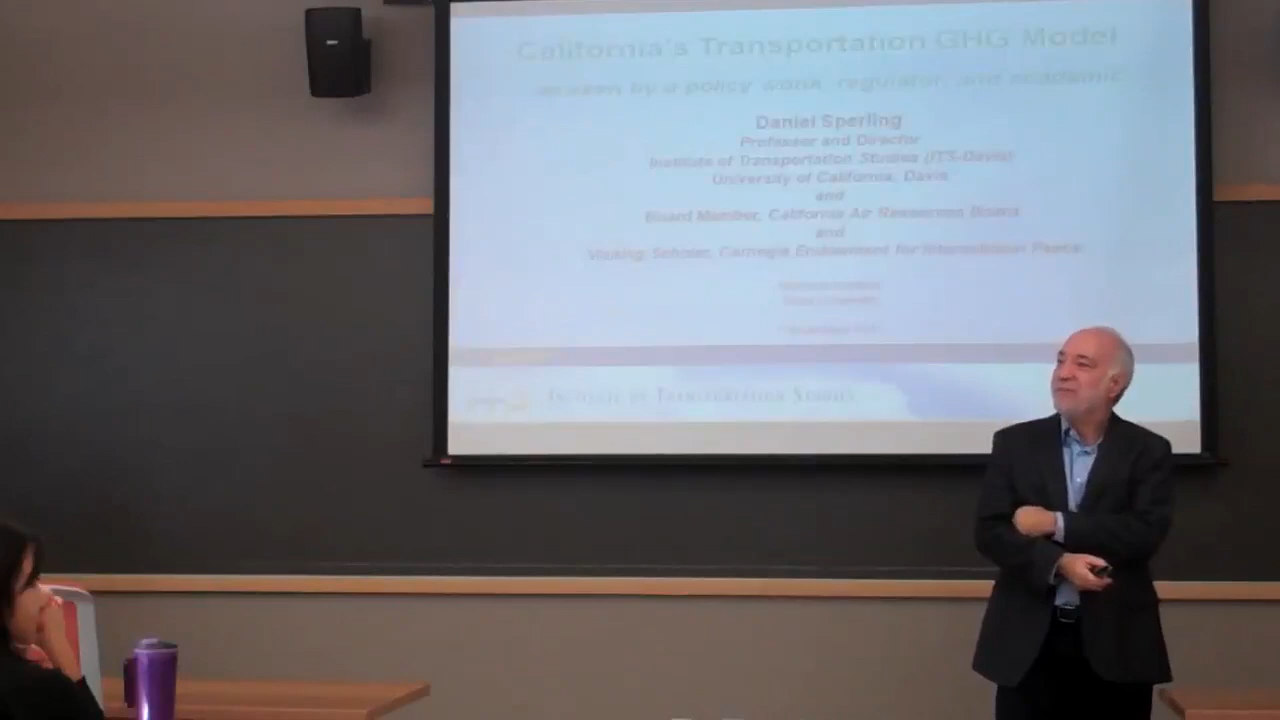 California's Transportation GHG Model
as seen by a policy wonk, regulator, and academic
Daniel Sperling
Professor and Director
Institute of Transportation Studies (ITS-Davis)
University of California, Davis
and
Board Member, California Air Resources Board
and
Visiting Scholar, Carnegie Endowment for International Peace
Institute of Transportation Studies